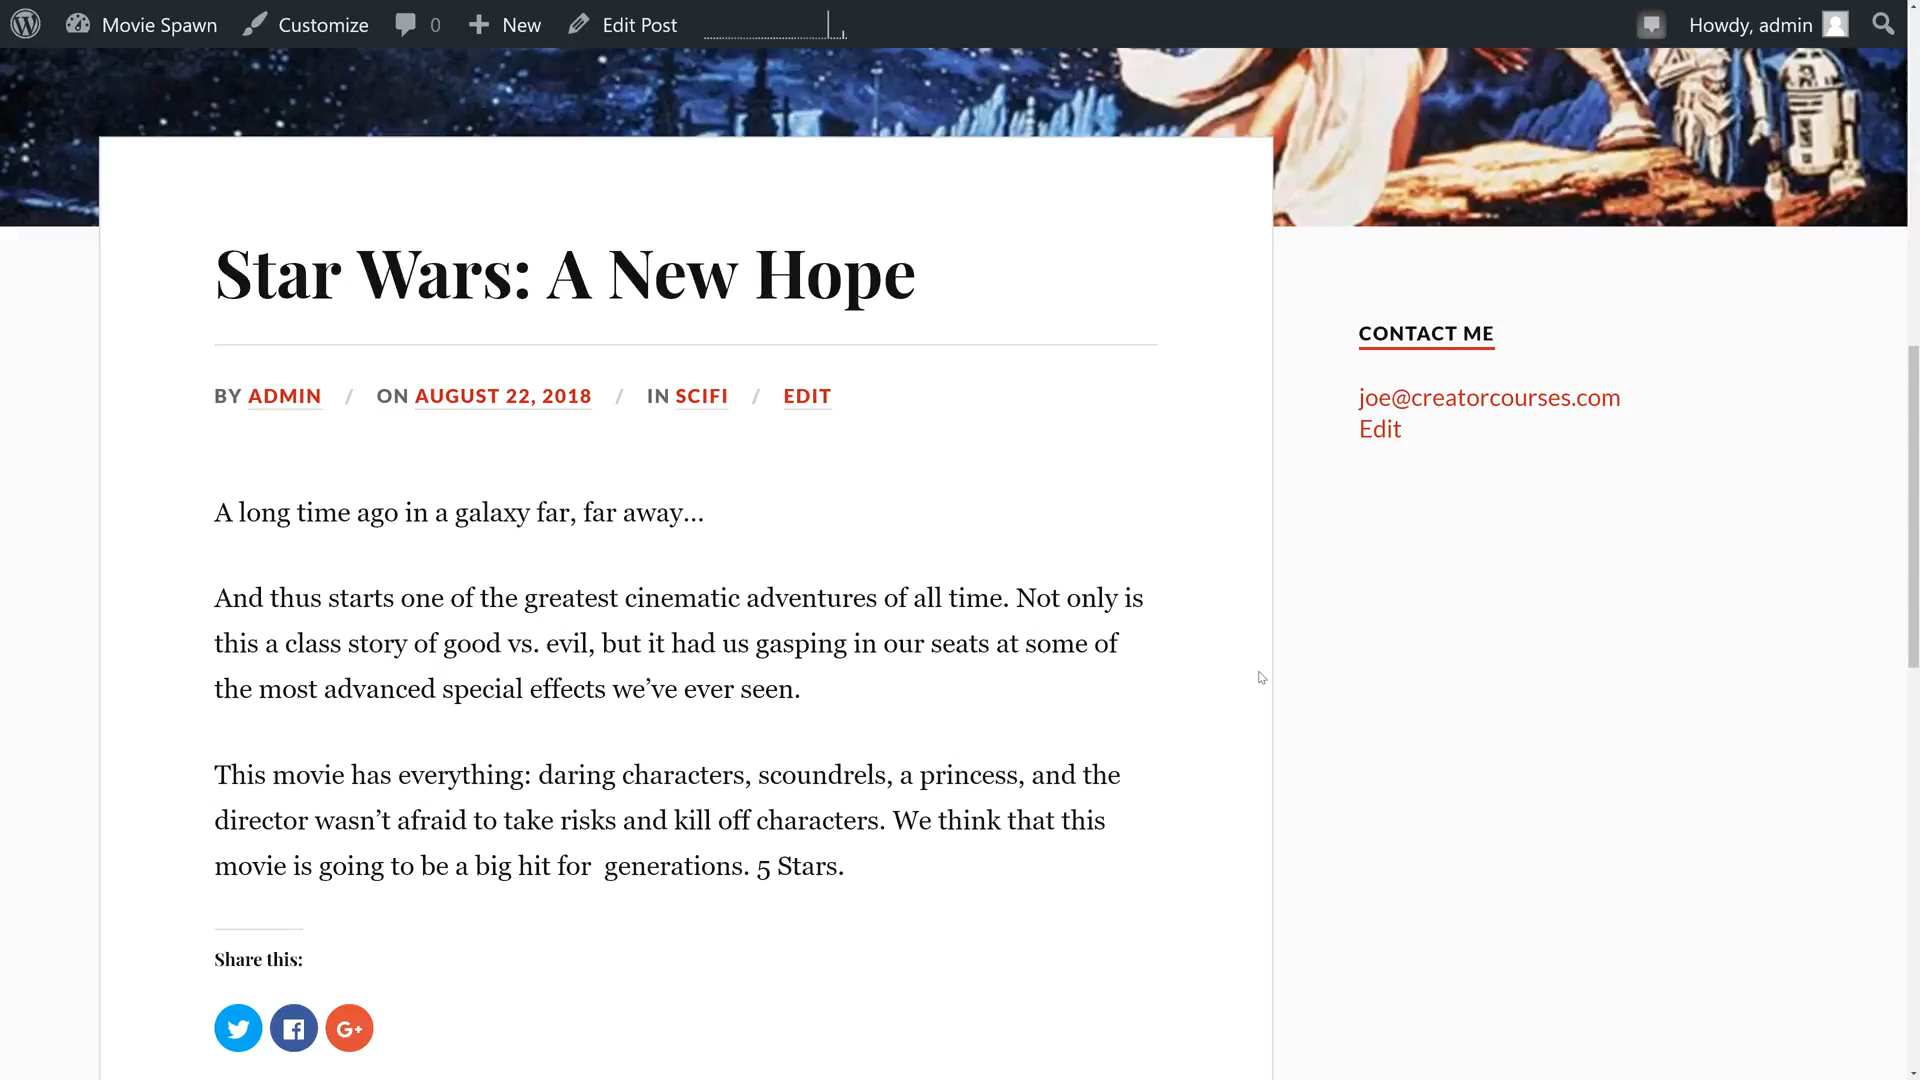 Movie Spawn Customize 0 New Edit Post Howdy, admin
Star Wars: A New Hope
BY ADMIN / ON AUGUST 22, 2018 / IN SCIFI / EDIT
A long time ago in a galaxy far, far away…
And thus starts one of the greatest cinematic adventures of all time. Not only is
this a class story of good vs. evil, but it had us gasping in our seats at some of
the most advanced special effects we’ve ever seen.
This movie has everything: daring characters, scoundrels, a princess, and the
director wasn’t afraid to take risks and kill off characters. We think that this
movie is going to be a big hit for  generations. 5 Stars.
Share this:
G+
CONTACT ME
joe@creatorcourses.com
Edit